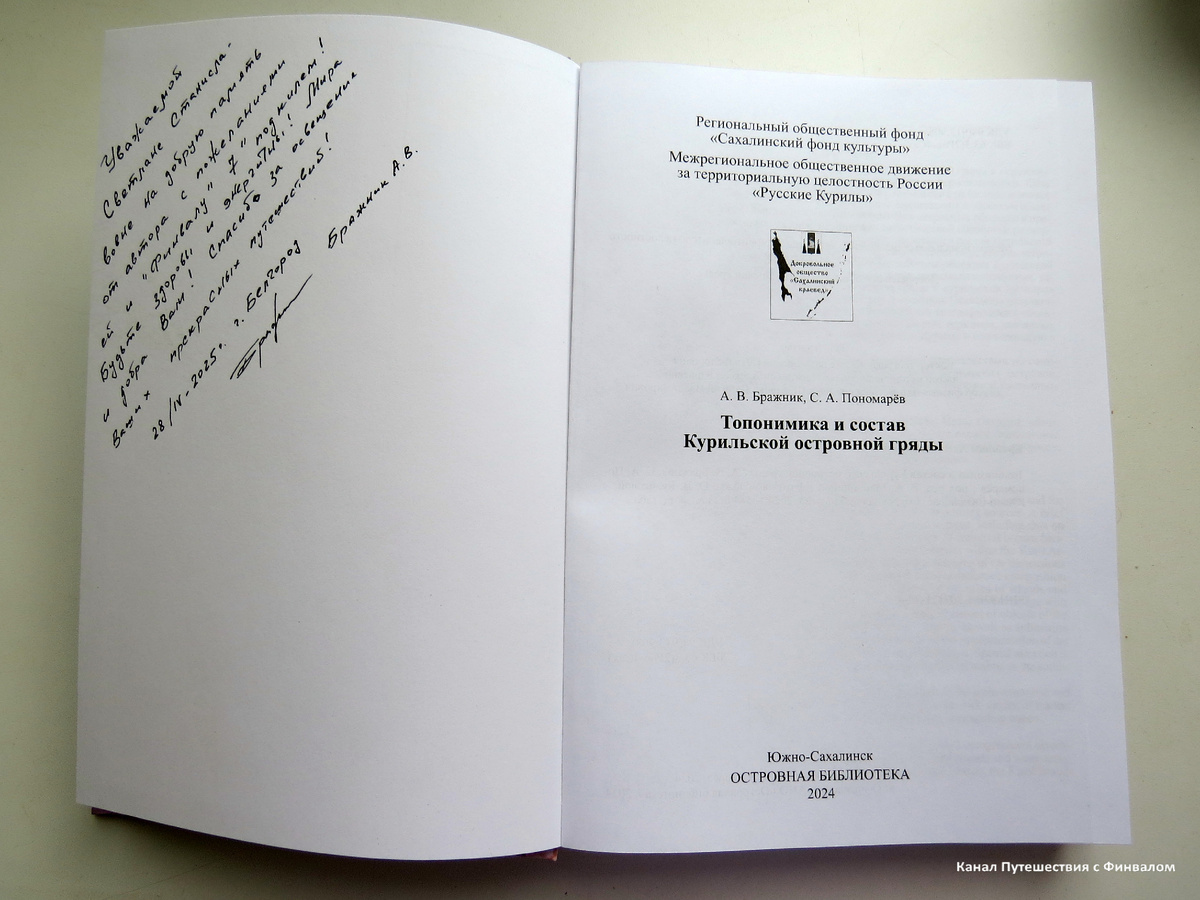 Уважаемой
Светлане Станисла-
вовне на добрую память
от автора с пожеланиями
ей и "Финвалу" "7" под килем!
Будьте здоровы и энергичны! Мира
и добра Вам! Спасибо за освещение
Ваших прекрасных путешествий!
28/IV-2025г. г. Белгород Бражник А.В.
Региональный общественный фонд
«Сахалинский фонд культуры»
Межрегиональное общественное движение
за территориальную целостность России
«Русские Курилы»
Добровольное
общество
«Сахалинский
краевед»
А. В. Бражник, С. А. Пономарёв
Топонимика и состав
Курильской островной гряды
Южно-Сахалинск
ОСТРОВНАЯ БИБЛИОТЕКА
2024
Канал Путешествия с Финвалом